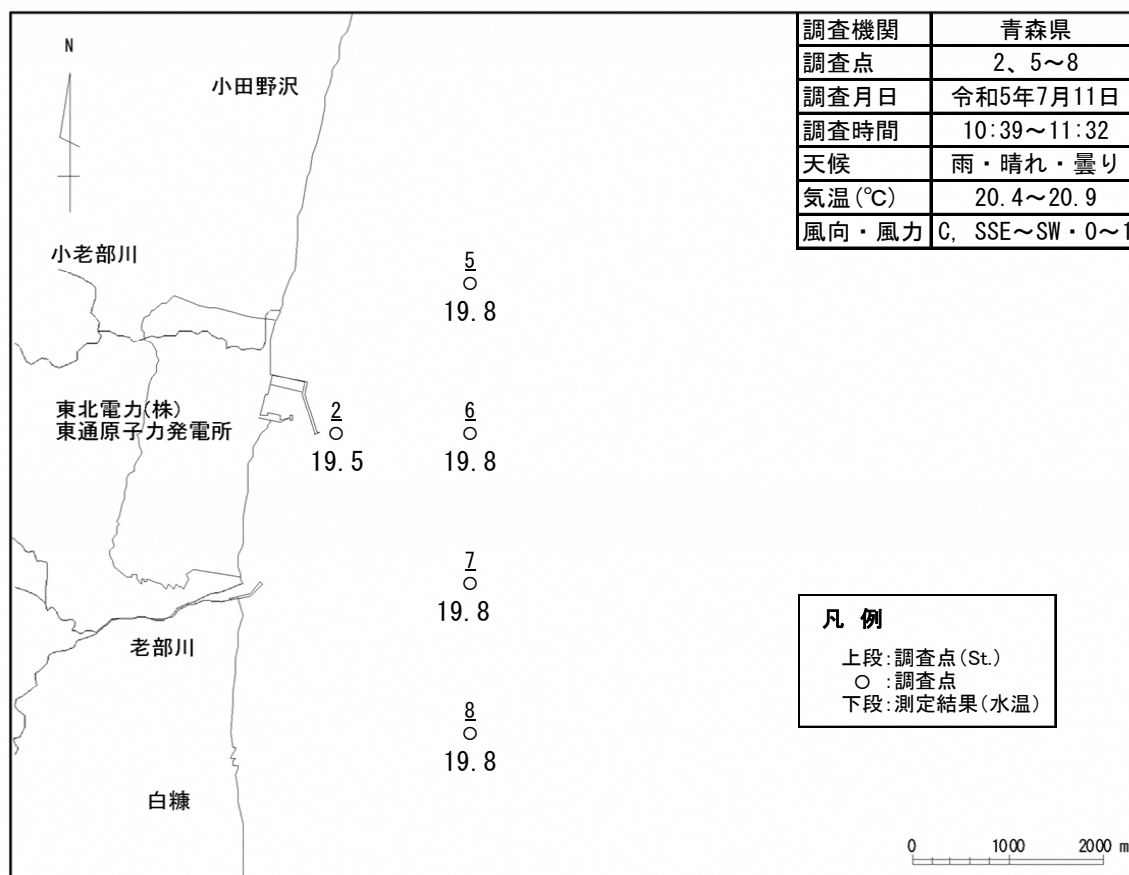 調査機関 青森県
調査点 2、5～8
調査月日 令和5年7月11日
調査時間 10:39～11:32
天候 雨・晴れ・曇り
気温(℃) 20.4～20.9
風向・風力 C, SSE～SW・0～1
N
小田野沢
小老部川
5
19.8
東北電力(株)
東通原子力発電所
2
19.5
6
19.8
7
19.8
老部川
8
19.8
白糠
凡 例
上段:調査点(St.)
○ :調査点
下段:測定結果(水温)
0 1000 2000 m